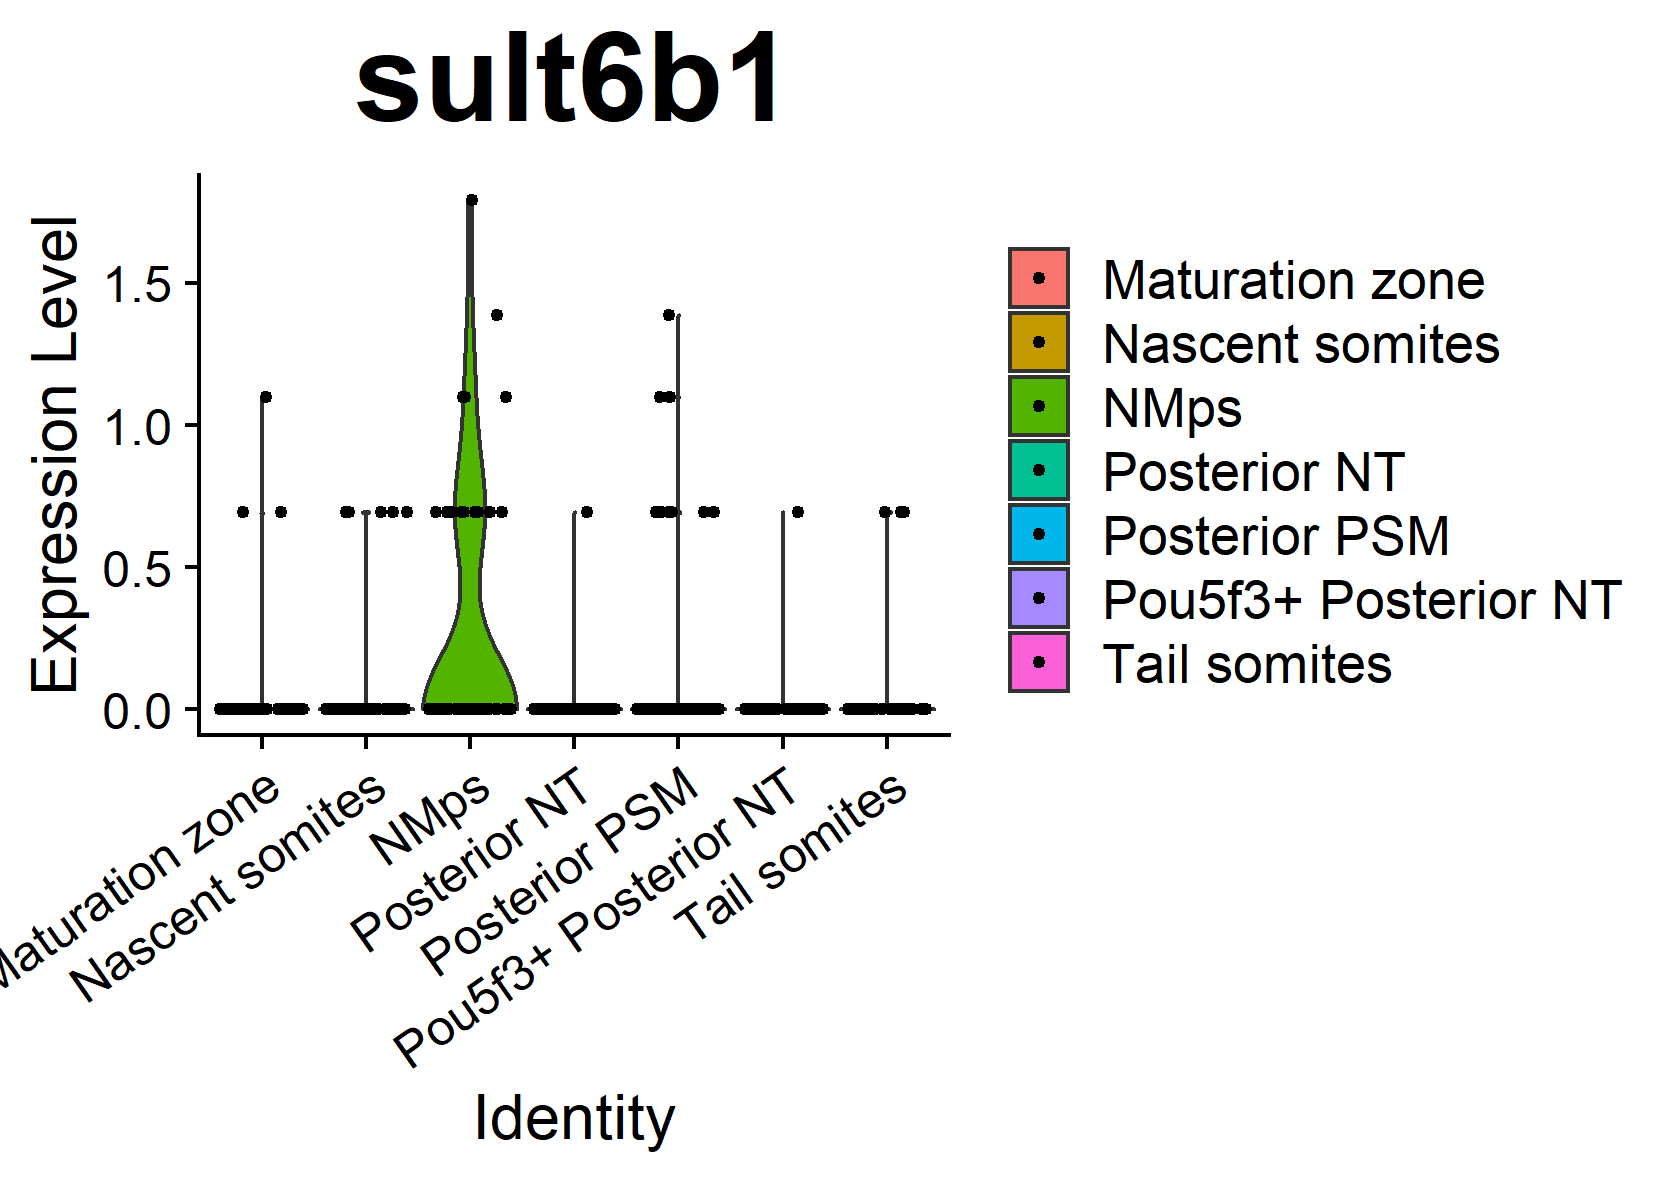 sult6b1
Expression Level
1.5
1.0
0.5
0.0
Maturation zone
Nascent somites
NMps
Posterior NT
Posterior PSM
Pou5f3+ Posterior NT
Tail somites
Identity
Maturation zone
Nascent somites
NMps
Posterior NT
Posterior PSM
Pou5f3+ Posterior NT
Tail somites